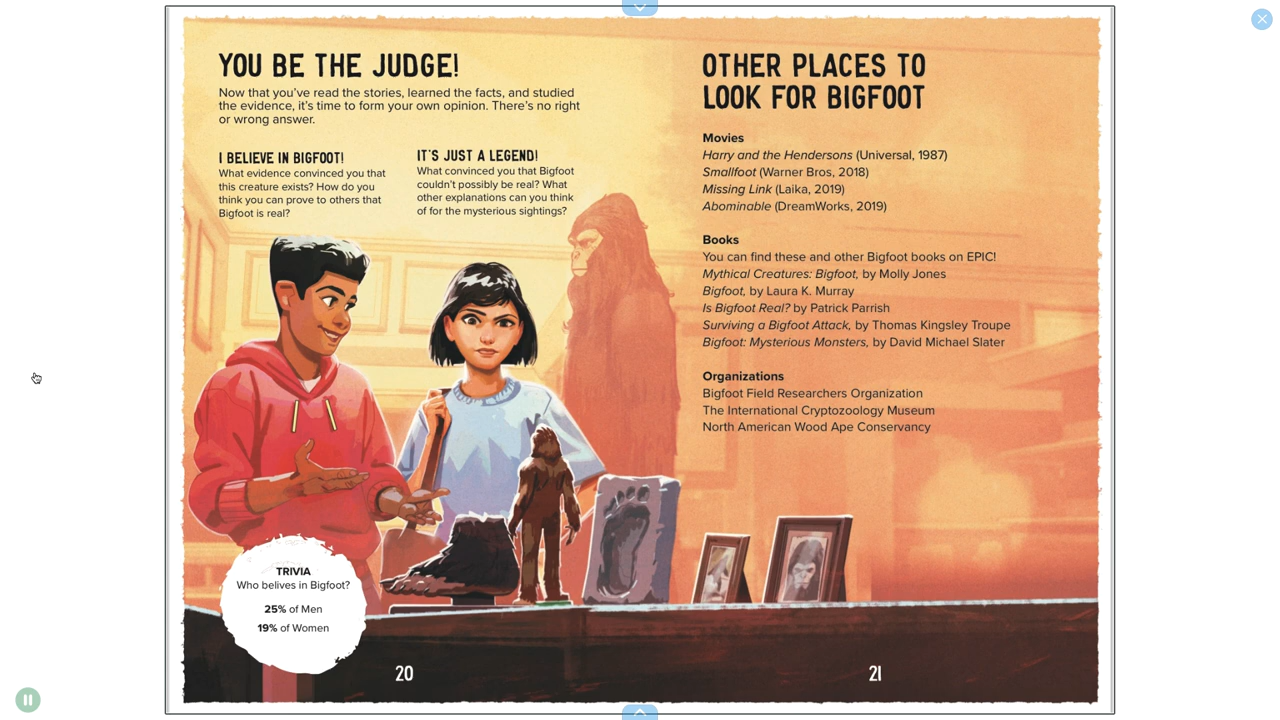 YOU BE THE JUDGE!
Now that you've read the stories, learned the facts, and studied
the evidence, it's time to form your own opinion. There's no right
or wrong answer.
I BELIEVE IN BIGFOOT!
What evidence convinced you that
this creature exists? How do you
think you can prove to others that
Bigfoot is real?
IT'S JUST A LEGEND!
What convinced you that Bigfoot
couldn't possibly be real? What
other explanations can you think
of for the mysterious sightings?
TRIVIA
Who belives in Bigfoot?
25% of Men
19% of Women
20
OTHER PLACES TO
LOOK FOR BIGFOOT
Movies
Harry and the Hendersons (Universal, 1987)
Smallfoot (Warner Bros, 2018)
Missing Link (Laika, 2019)
Abominable (DreamWorks, 2019)
Books
You can find these and other Bigfoot books on EPIC!
Mythical Creatures: Bigfoot, by Molly Jones
Bigfoot, by Laura K. Murray
Is Bigfoot Real? by Patrick Parrish
Surviving a Bigfoot Attack, by Thomas Kingsley Troupe
Bigfoot: Mysterious Monsters, by David Michael Slater
Organizations
Bigfoot Field Researchers Organization
The International Cryptozoology Museum
North American Wood Ape Conservancy
21